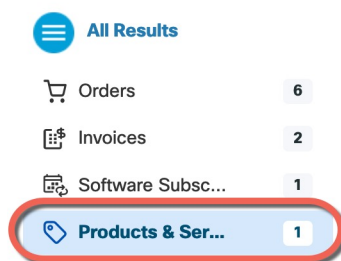 All Results
Orders 6
Invoices 2
Software Subsc... 1
Products & Ser... 1